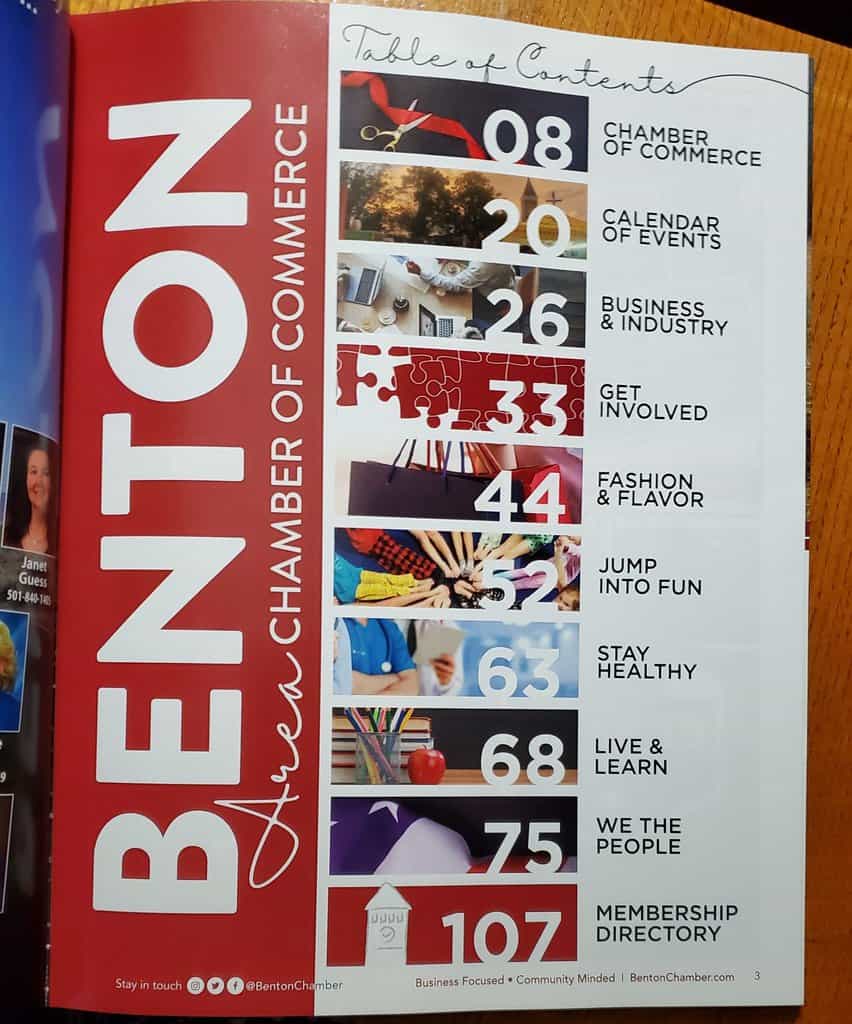 Table of Contents
BENTON
Area CHAMBER OF COMMERCE
08
CHAMBER
OF COMMERCE
20
CALENDAR
OF EVENTS
26
BUSINESS
& INDUSTRY
33
GET
INVOLVED
44
FASHION
& FLAVOR
52
JUMP
INTO FUN
63
STAY
HEALTHY
68
LIVE &
LEARN
75
WE THE
PEOPLE
107
MEMBERSHIP
DIRECTORY
Janet
Guess
Stay in touch @BentonChamber
Business Focused • Community Minded | BentonChamber.com 3